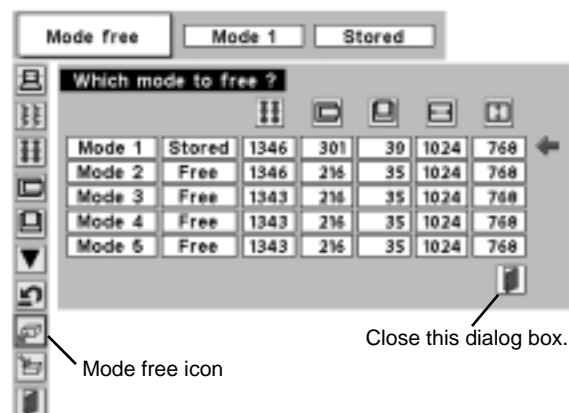 Mode free Mode 1 Stored
Which mode to free ?
Mode 1 Stored 1346 301 39 1024 768
Mode 2 Free 1346 216 35 1024 768
Mode 3 Free 1343 216 35 1024 768
Mode 4 Free 1343 216 35 1024 768
Mode 5 Free 1343 216 35 1024 768
Close this dialog box.
Mode free icon